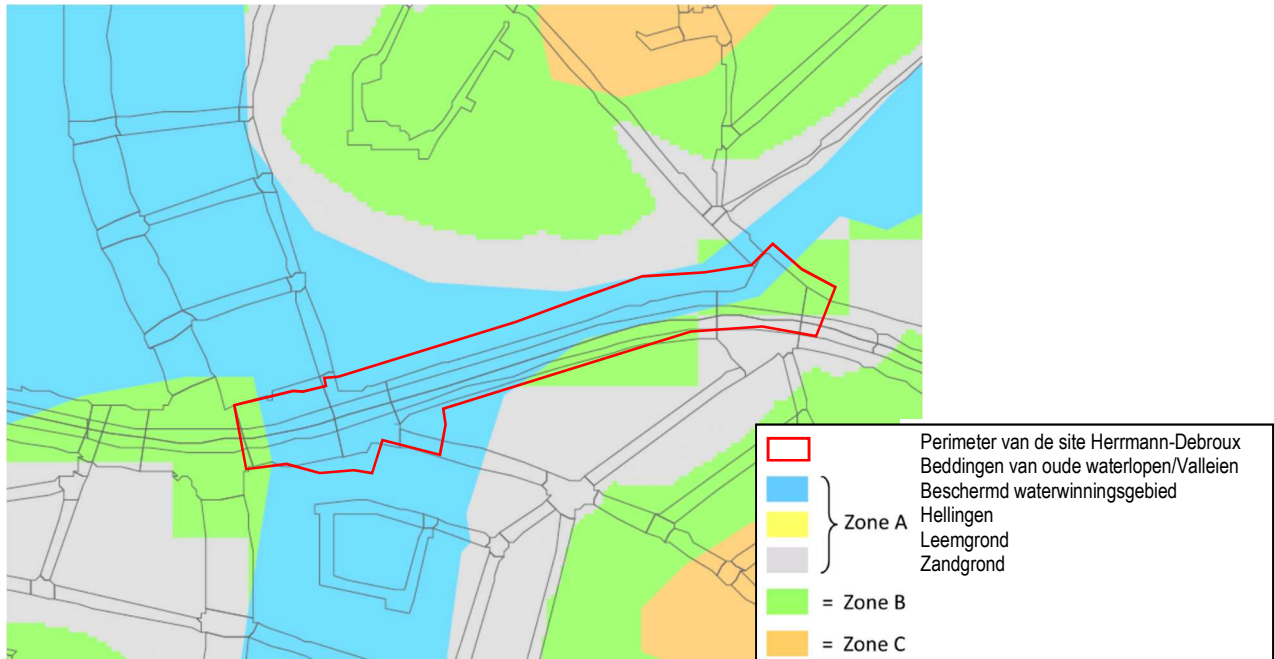 Perimeter van de site Herrmann-Debroux
Beddingen van oude waterlopen/Valleien
Beschermd waterwinningsgebied
Zone A
Hellingen
Leemgrond
Zandgrond
= Zone B
= Zone C